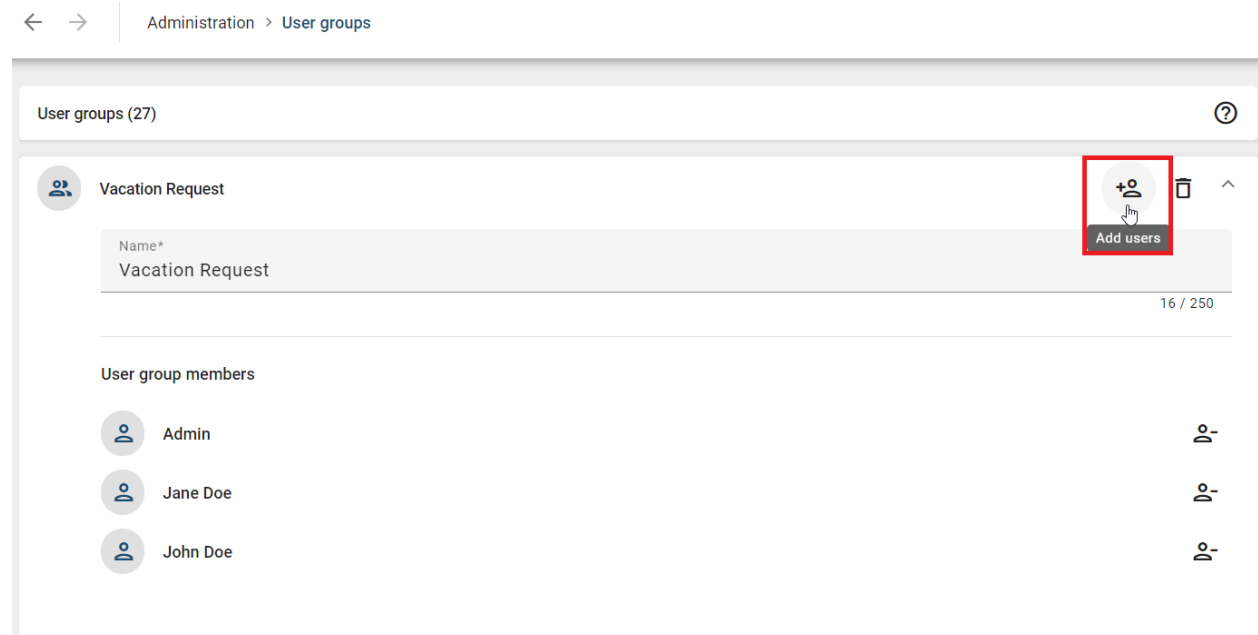 Administration > User groups
User groups (27)
Vacation Request
Add users
Name*
Vacation Request
16 / 250
User group members
Admin
Jane Doe
John Doe